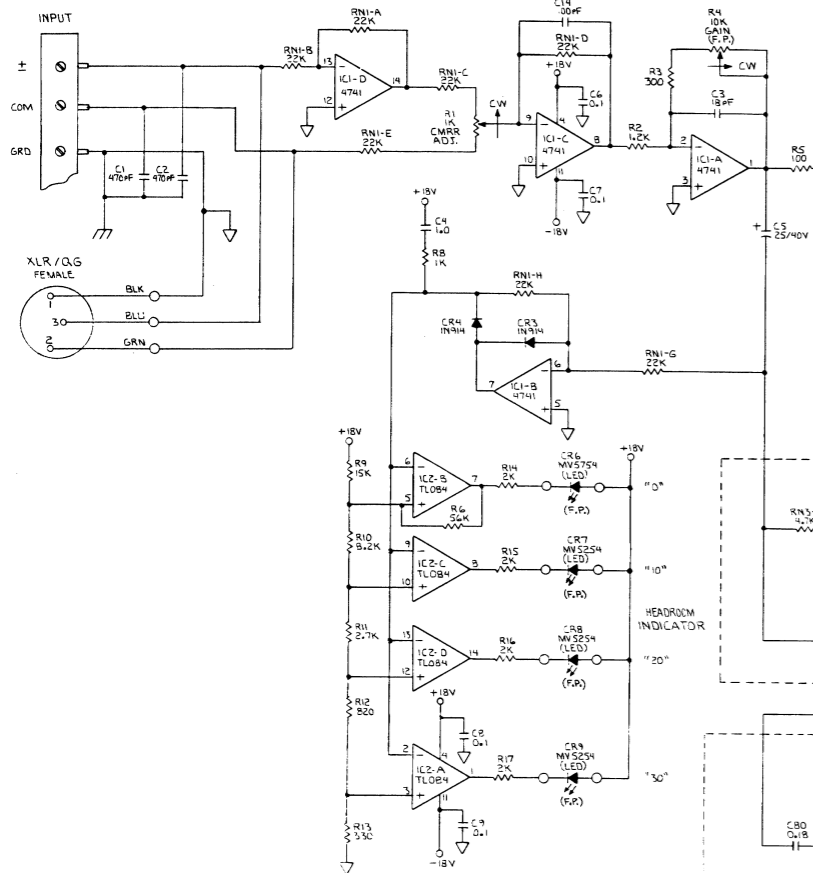 INPUT
±
COM
GRD
C1
470PF
C2
470PF
XLR/QG
FEMALE
1
3
2
BLK
BLU
GRN
RN1-A
22K
RN1-B
22K
13
12
14
IC1-D
4741
RN1-C
22K
RN1-E
22K
R1
1K
CMRR
ADJ.
CW
C14
RN1-D
22K
+18V
C6
0.1
4
9
10
8
IC1-C
4741
11
C7
0.1
-18V
R2
1.2K
R3
300
R4
10K
GAIN
(F.P.)
CW
C3
18PF
2
3
1
IC1-A
4741
R5
100
+
C5
25/40V
+18V
C4
1.0
R8
1K
RN1-H
22K
CR4
1N914
CR3
1N914
7
6
5
IC1-B
4741
RN1-G
22K
+18V
R9
15K
R10
8.2K
R11
2.7K
R12
820
R13
330
6
5
7
IC2-B
TL084
R6
56K
R14
2K
CR6
MV5754
(LED)
(F.P.)
+18V
"0"
9
10
8
IC2-C
TL084
R15
2K
CR7
MV5254
(LED)
(F.P.)
"10"
HEADROOM
INDICATOR
13
12
14
IC2-D
TL084
R16
2K
CR8
MV5254
(LED)
(F.P.)
"20"
+18V
C8
0.1
4
2
3
1
IC2-A
TL084
11
C9
0.1
-18V
R17
2K
CR9
MV5254
(LED)
(F.P.)
"30"
RN3-
4.7K
C80
0.18